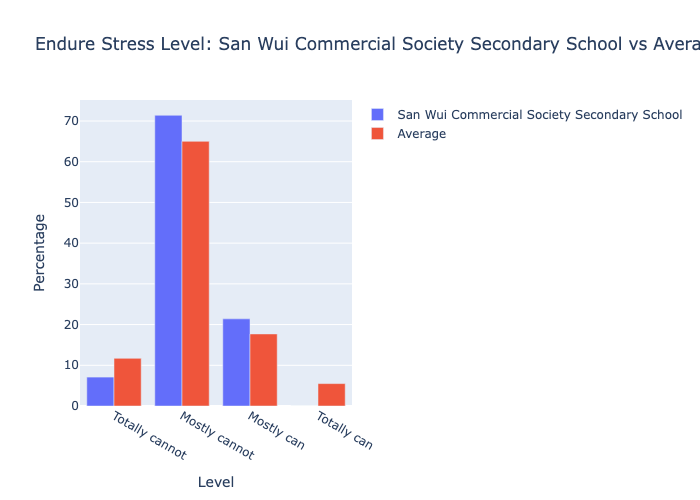 Endure Stress Level: San Wui Commercial Society Secondary School vs Avera
San Wui Commercial Society Secondary School
Average
Percentage
70
60
50
40
30
20
10
0
Totally cannot
Mostly cannot
Mostly can
Totally can
Level